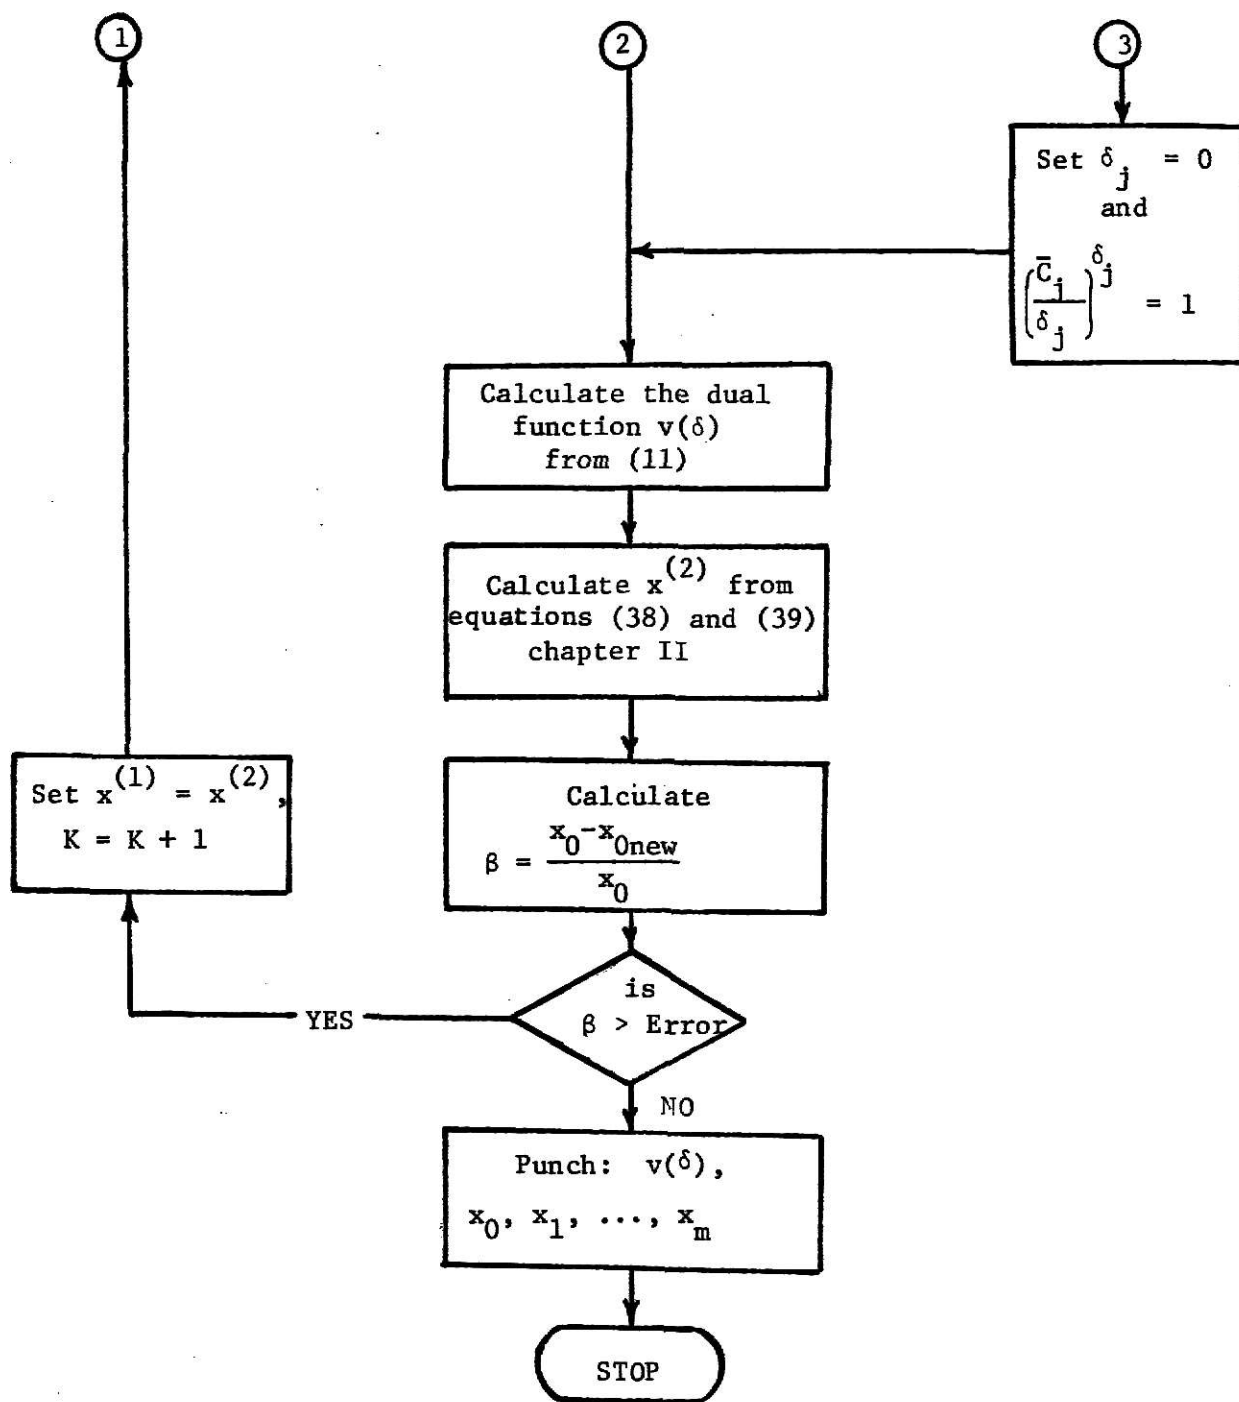 1
2
3
Set δ_j = 0
and
(C̄_j / δ_j)^δ_j = 1
Calculate the dual
function v(δ)
from (11)
Calculate x^(2) from
equations (38) and (39)
chapter II
Calculate
β = (x_0-x_0new) / x_0
Set x^(1) = x^(2),
K = K + 1
is
β > Error
YES
NO
Punch: v(δ),
x_0, x_1, ..., x_m
STOP